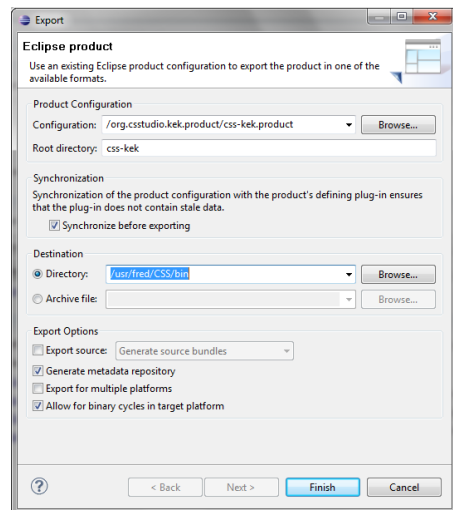 Export
Eclipse product
Use an existing Eclipse product configuration to export the product in one of the
available formats.
Product Configuration
Configuration: /org.csstudio.kek.product/css-kek.product Browse...
Root directory: css-kek
Synchronization
Synchronization of the product configuration with the product's defining plug-in ensures
that the plug-in does not contain stale data.
Synchronize before exporting
Destination
Directory: /usr/fred/CSS/bin Browse...
Archive file: Browse...
Export Options
Export source: Generate source bundles
Generate metadata repository
Export for multiple platforms
Allow for binary cycles in target platform
? < Back Next > Finish Cancel